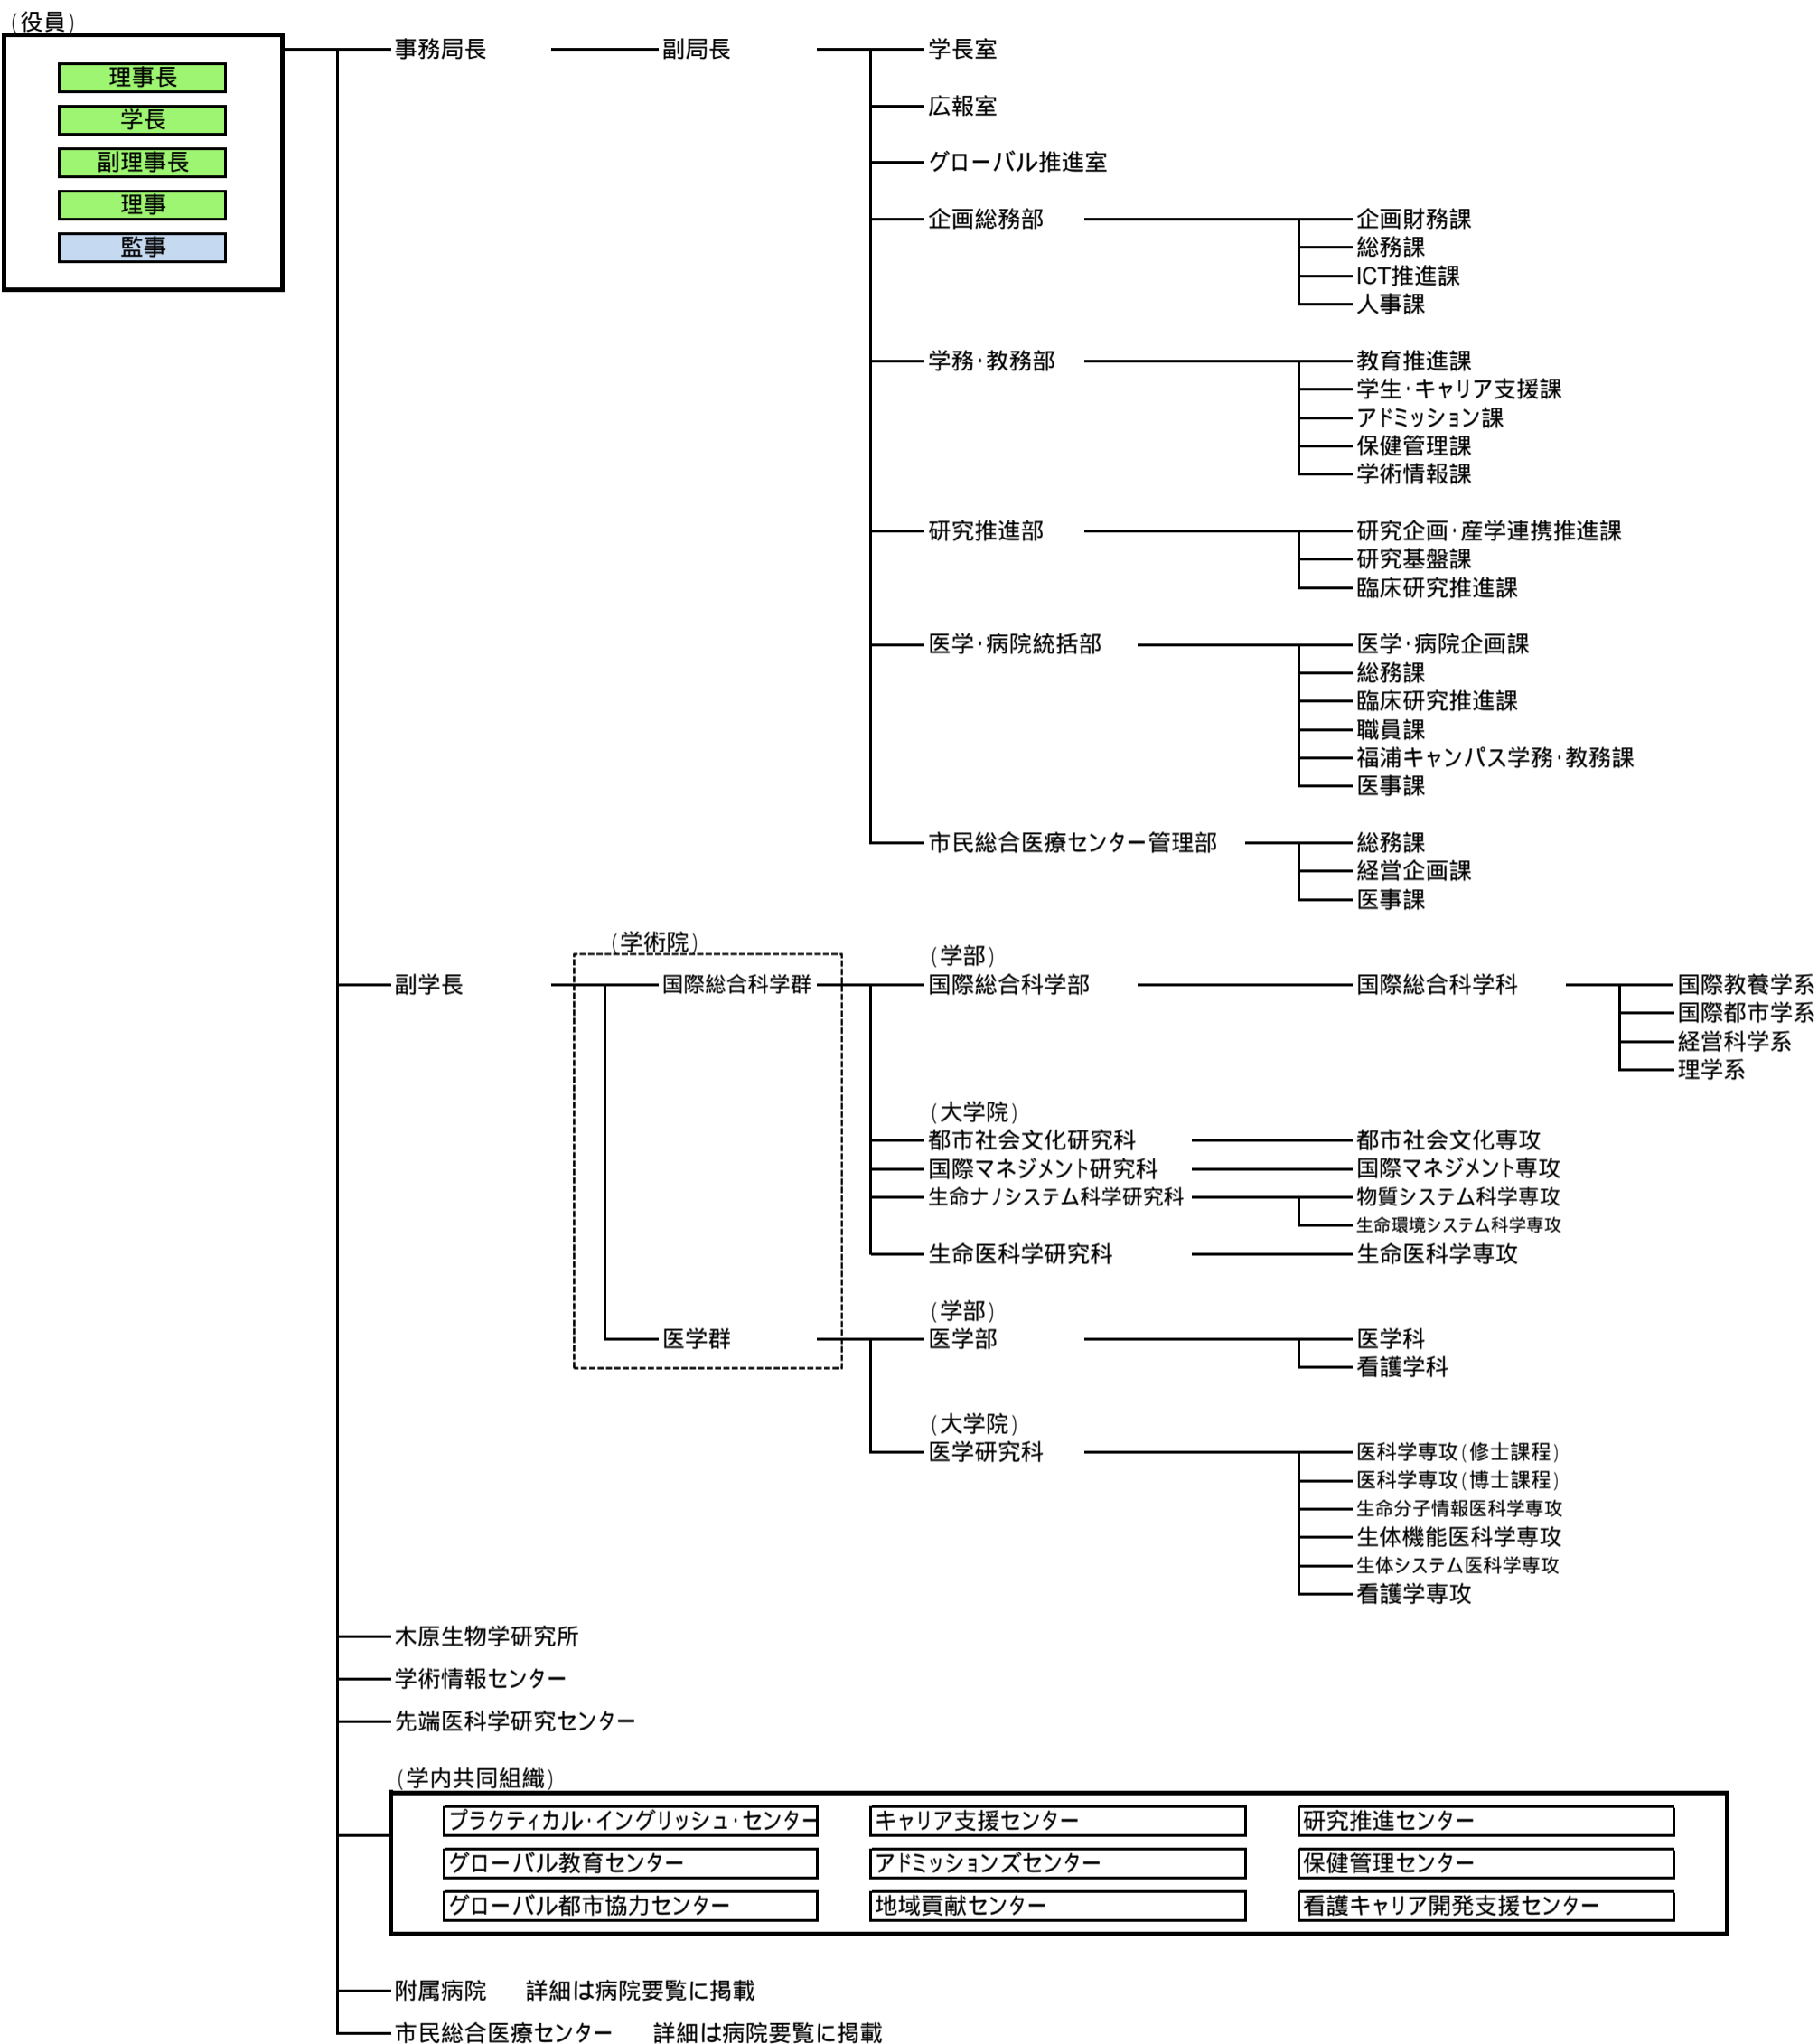 （役員）
理事長
学長
副理事長
理事
監事
事務局長
副局長
学長室
広報室
グローバル推進室
企画総務部
企画財務課
総務課
ICT推進課
人事課
学務・教務部
教育推進課
学生・キャリア支援課
アドミッション課
保健管理課
学術情報課
研究推進部
研究企画・産学連携推進課
研究基盤課
臨床研究推進課
医学・病院統括部
医学・病院企画課
総務課
臨床研究推進課
職員課
福浦キャンパス学務・教務課
医事課
市民総合医療センター管理部
総務課
経営企画課
医事課
副学長
（学術院）
国際総合科学群
（学部）
国際総合科学部
国際総合科学科
国際教養学系
国際都市学系
経営科学系
理学系
（大学院）
都市社会文化研究科
都市社会文化専攻
国際マネジメント研究科
国際マネジメント専攻
生命ナノシステム科学研究科
物質システム科学専攻
生命環境システム科学専攻
生命医科学研究科
生命医科学専攻
医学群
（学部）
医学部
医学科
看護学科
（大学院）
医学研究科
医科学専攻（修士課程）
医科学専攻（博士課程）
生命分子情報医科学専攻
生体機能医科学専攻
生体システム医科学専攻
看護学専攻
木原生物学研究所
学術情報センター
先端医科学研究センター
（学内共同組織）
プラクティカル・イングリッシュ・センター
キャリア支援センター
研究推進センター
グローバル教育センター
アドミッションズセンター
保健管理センター
グローバル都市協力センター
地域貢献センター
看護キャリア開発支援センター
附属病院　詳細は病院要覧に掲載
市民総合医療センター　詳細は病院要覧に掲載